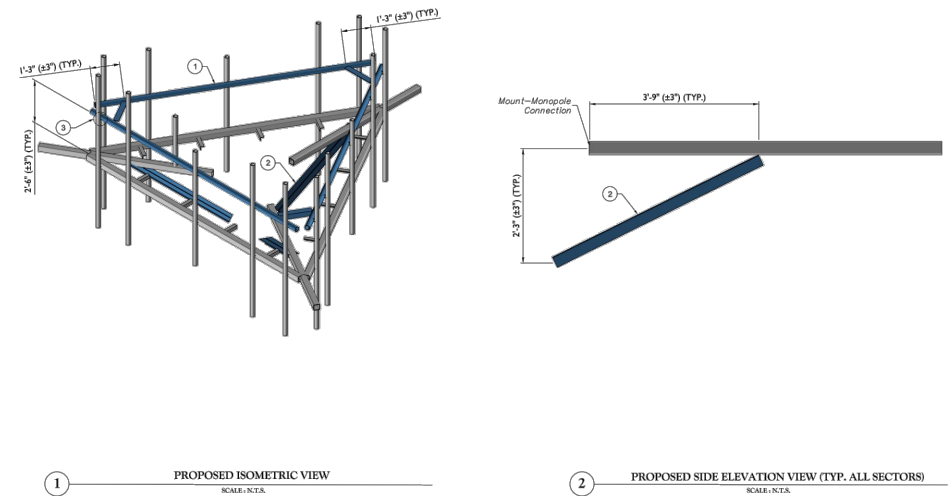 1'-3" (±3") (TYP.)
1
1'-3" (±3") (TYP.)
3
2'-6" (±3") (TYP.)
2
1
PROPOSED ISOMETRIC VIEW
SCALE : N.T.S.
3'-9" (±3") (TYP.)
Mount—Monopole
Connection
2
2'-3" (±3") (TYP.)
2
PROPOSED SIDE ELEVATION VIEW (TYP. ALL SECTORS)
SCALE : N.T.S.